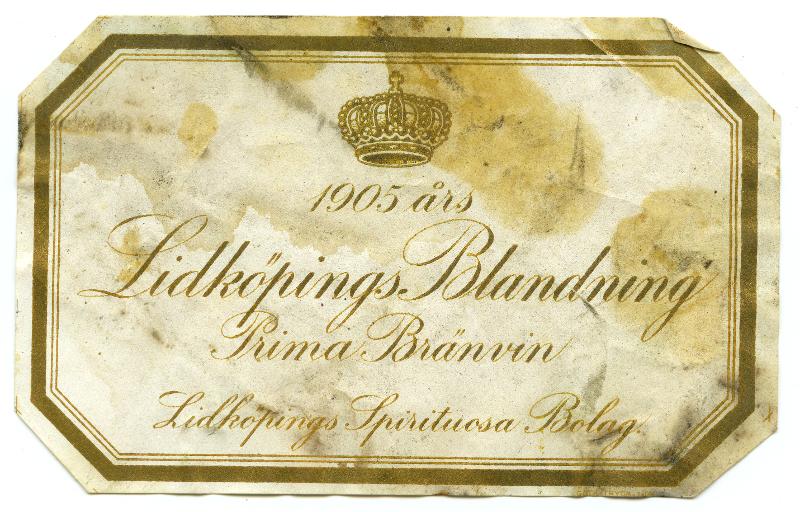 1905 års
Lidköpings Blandning
Prima Bränvin
Lidköpings Spirituosa Bolag.